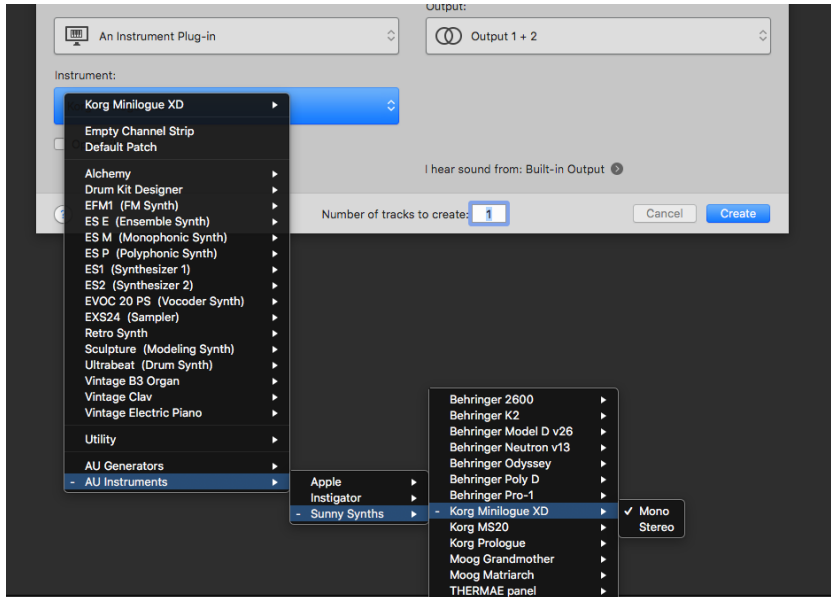 Output:
An Instrument Plug-in
Output 1 + 2
Instrument:
Korg Minilogue XD
Empty Channel Strip
Default Patch
I hear sound from: Built-in Output
Alchemy
Drum Kit Designer
EFM1 (FM Synth)
Number of tracks to create: 1
Cancel
Create
ES E (Ensemble Synth)
ES M (Monophonic Synth)
ES P (Polyphonic Synth)
ES1 (Synthesizer 1)
ES2 (Synthesizer 2)
EVOC 20 PS (Vocoder Synth)
EXS24 (Sampler)
Retro Synth
Sculpture (Modeling Synth)
Ultrabeat (Drum Synth)
Vintage B3 Organ
Vintage Clav
Vintage Electric Piano
Utility
AU Generators
- AU Instruments
Apple
Instigator
- Sunny Synths
Behringer 2600
Behringer K2
Behringer Model D v26
Behringer Neutron v13
Behringer Odyssey
Behringer Poly D
Behringer Pro-1
- Korg Minilogue XD
Korg MS20
Korg Prologue
Moog Grandmother
Moog Matriarch
THERMAE panel
✓ Mono
Stereo